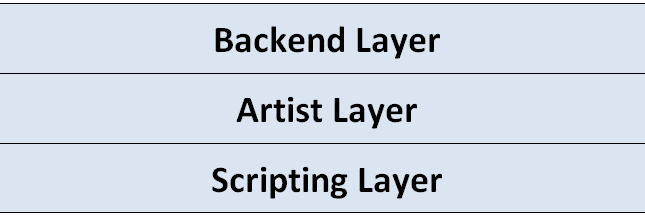 Backend Layer
Artist Layer
Scripting Layer